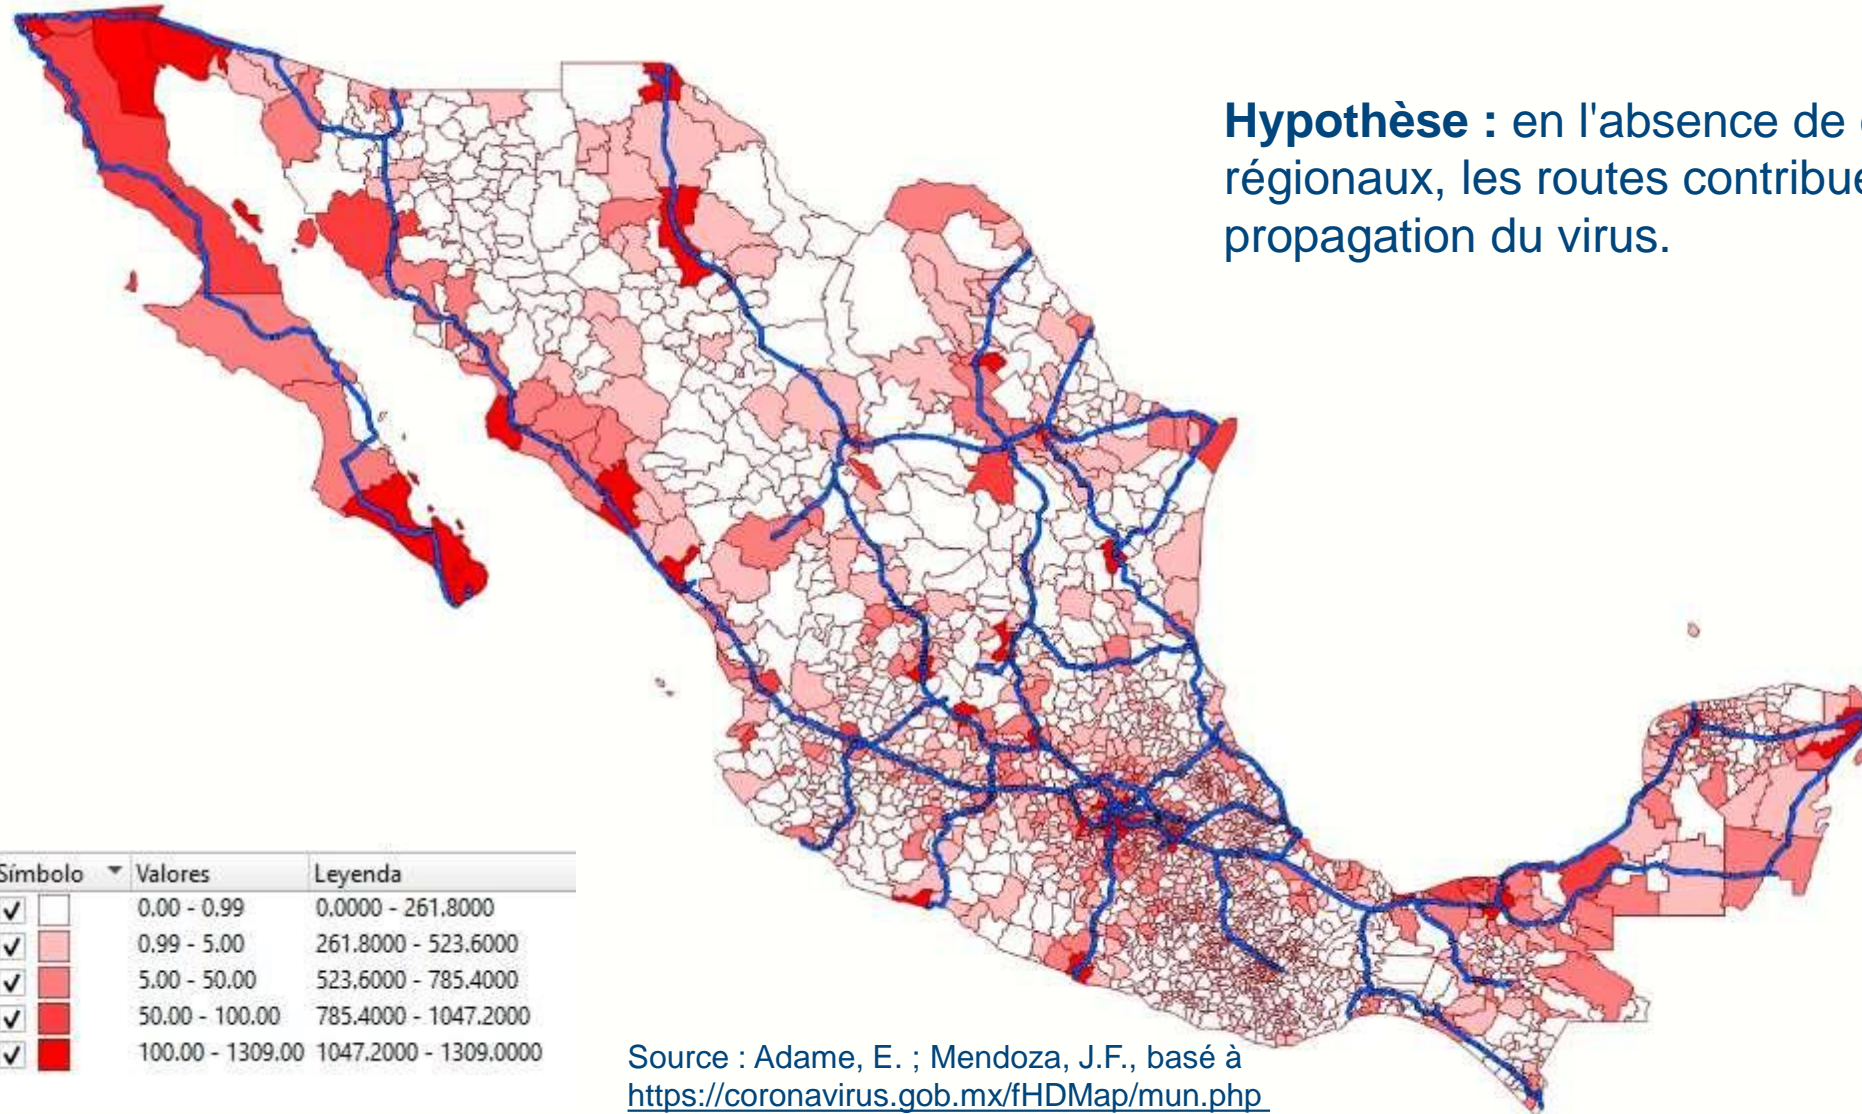 Hypothèse : en l'absence de
régionaux, les routes
propagation du virus.
Símbolo Valores Leyenda
0.00 - 0.99 0.0000 - 261.8000
0.99 - 5.00 261.8000 - 523.6000
5.00 - 50.00 523.6000 - 785.4000
50.00 - 100.00 785.4000 - 1047.2000
100.00 - 1309.00 1047.2000 - 1309.0000
Source : Adame, E. ; Mendoza, J.F., basé à
https://coronavirus.gob.mx/fHDMap/mun.php